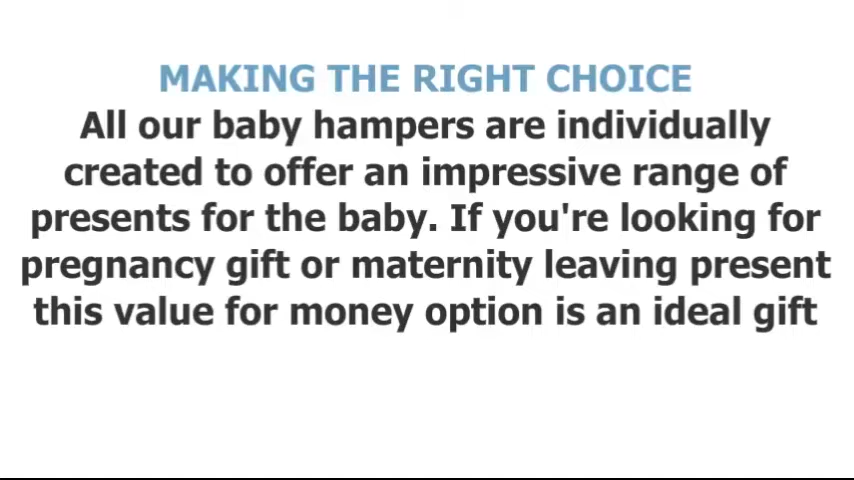 MAKING THE RIGHT CHOICE
All our baby hampers are individually
created to offer an impressive range of
presents for the baby. If you're looking for
pregnancy gift or maternity leaving present
this value for money option is an ideal gift